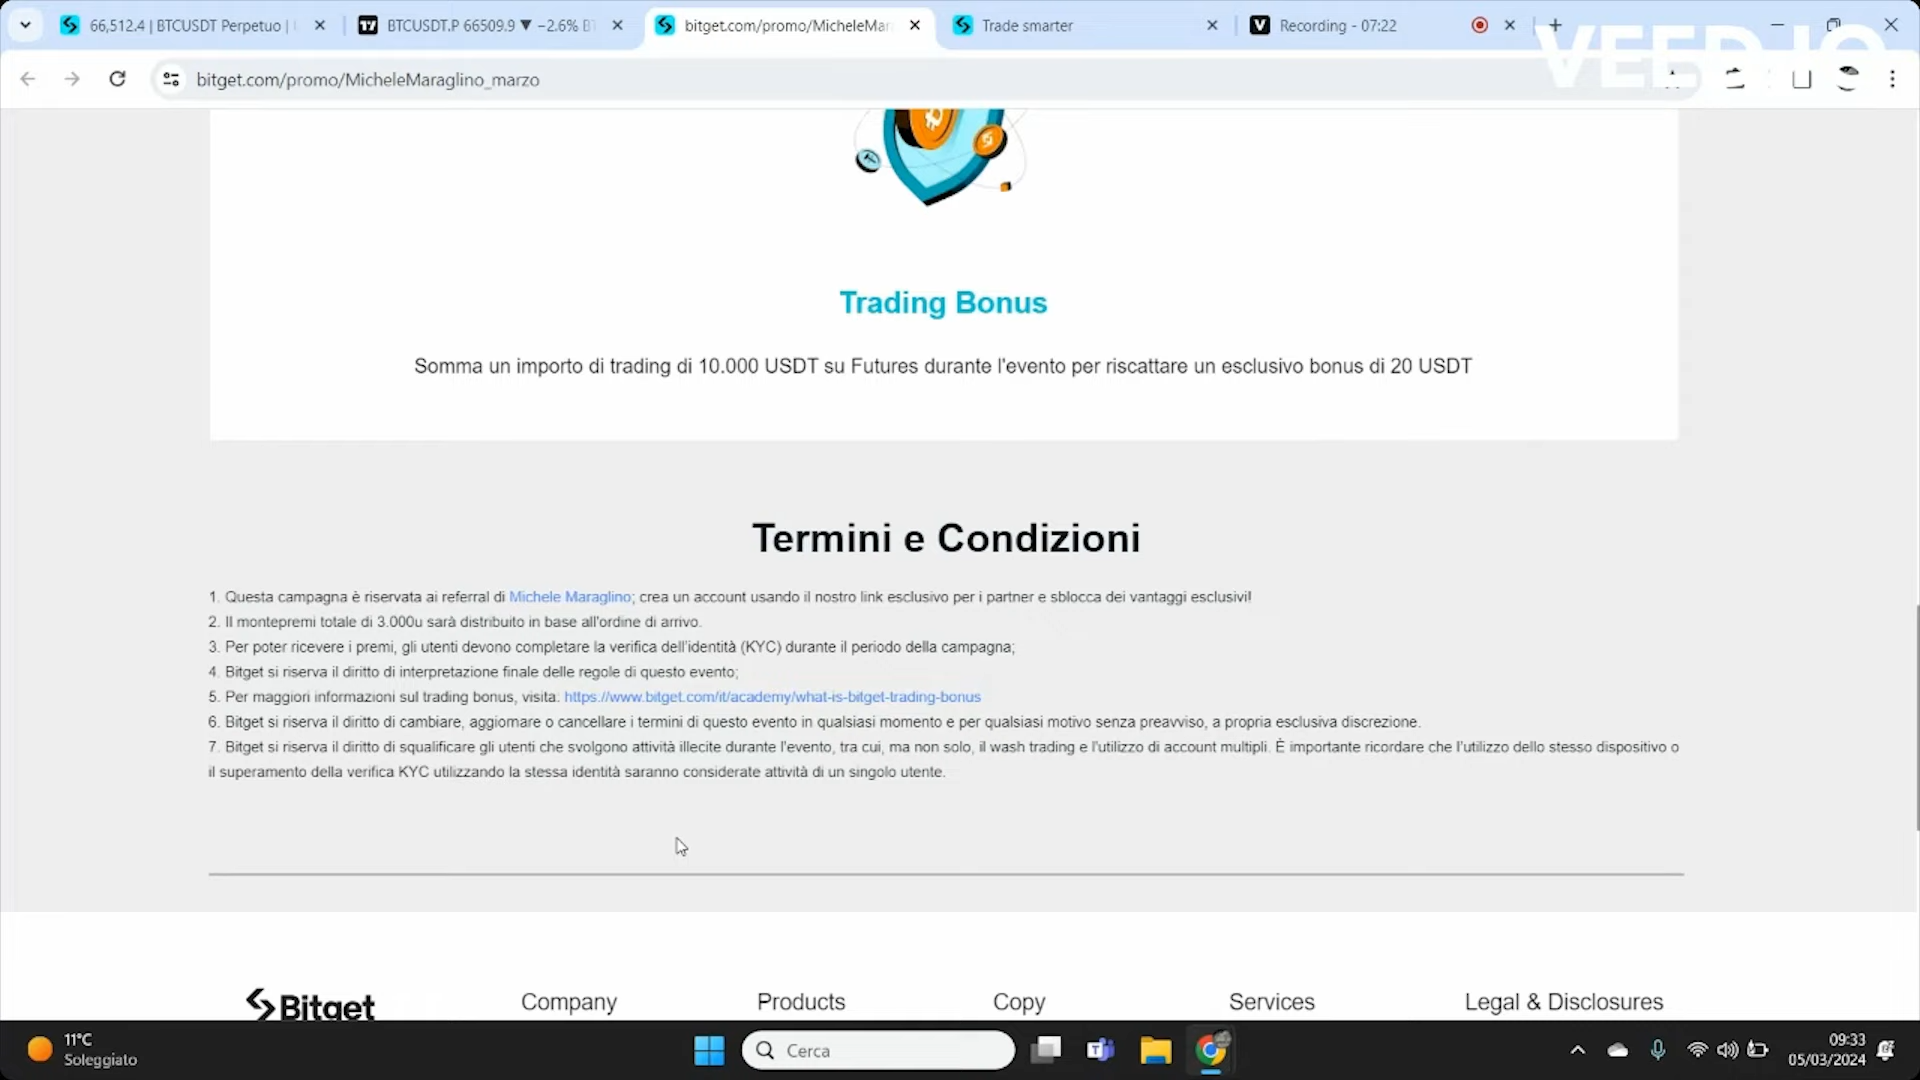 66,512.4 | BTCUSDT Perpetuo |
BTCUSDT.P 66509.9 ▼ −2.6%
bitget.com/promo/MicheleMar
Trade smarter
Recording - 07:22
VEED.IO
bitget.com/promo/MicheleMaraglino_marzo
Trading Bonus
Somma un importo di trading di 10.000 USDT su Futures durante l'evento per riscattare un esclusivo bonus di 20 USDT
Termini e Condizioni
1. Questa campagna è riservata ai referral di Michele Maraglino; crea un account usando il nostro link esclusivo per i partner e sblocca dei vantaggi esclusivi!
2. Il montepremi totale di 3.000u sarà distribuito in base all'ordine di arrivo.
3. Per poter ricevere i premi, gli utenti devono completare la verifica dell'identità (KYC) durante il periodo della campagna;
4. Bitget si riserva il diritto di interpretazione finale delle regole di questo evento;
5. Per maggiori informazioni sul trading bonus, visita: https://www.bitget.com/it/academy/what-is-bitget-trading-bonus
6. Bitget si riserva il diritto di cambiare, aggiornare o cancellare i termini di questo evento in qualsiasi momento e per qualsiasi motivo senza preavviso, a propria esclusiva discrezione.
7. Bitget si riserva il diritto di squalificare gli utenti che svolgono attività illecite durante l'evento, tra cui, ma non solo, il wash trading e l'utilizzo di account multipli. È importante ricordare che l'utilizzo dello stesso dispositivo o
il superamento della verifica KYC utilizzando la stessa identità saranno considerate attività di un singolo utente.
Bitget
Company
Products
Copy
Services
Legal & Disclosures
11°C
Soleggiato
Cerca
09:33
05/03/2024